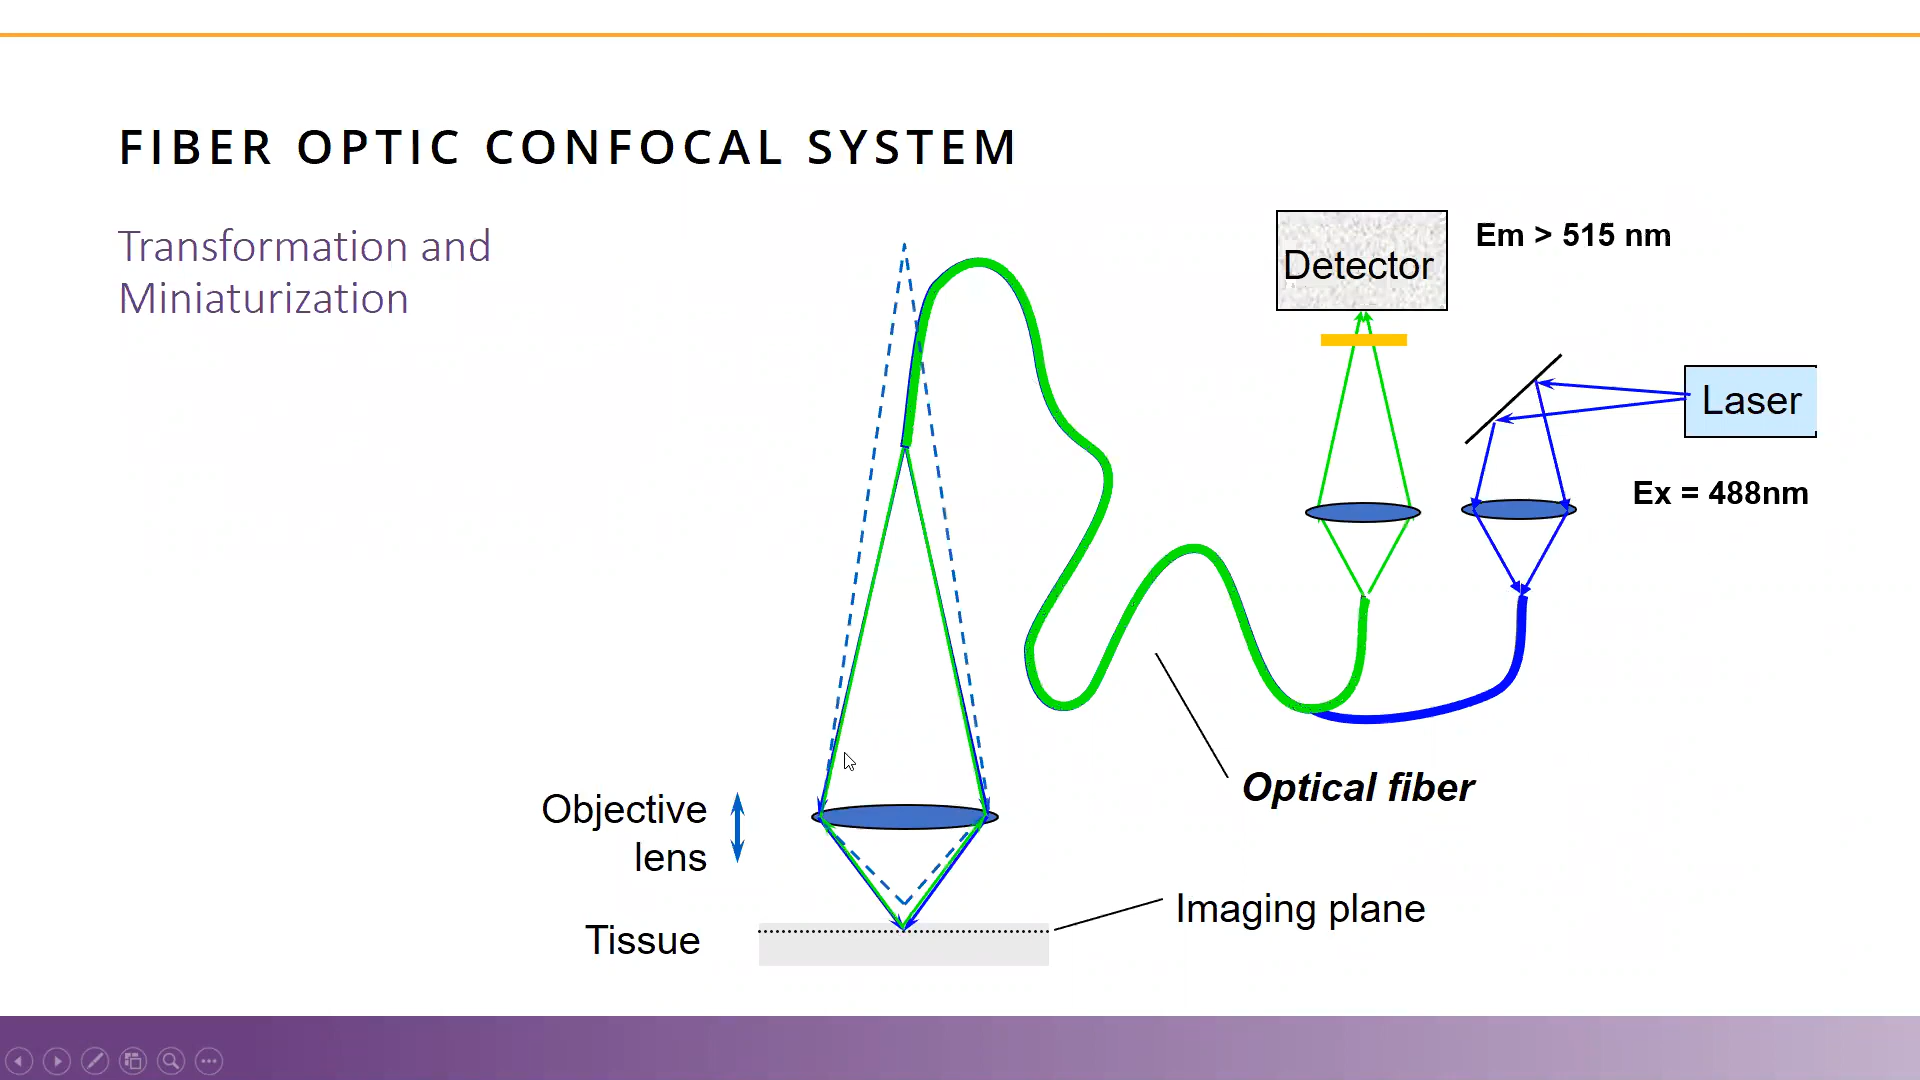 FIBER OPTIC CONFOCAL SYSTEM
Transformation and
Miniaturization
Detector
Em > 515 nm
Laser
Ex = 488nm
Optical fiber
Objective
lens
Imaging plane
Tissue